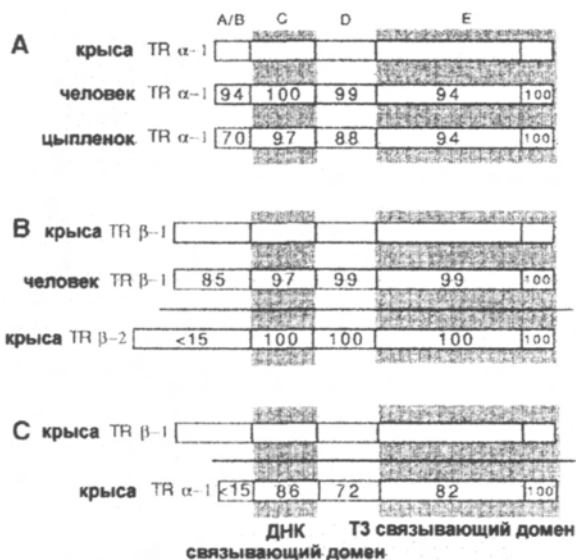 A/B C D E
A крыса TR α-1
человек TR α-1 94 100 99 94 100
цыпленок TR α-1 70 97 88 94 100
B крыса TR β-1
человек TR β-1 85 97 99 99 100
крыса TR β-2 <15 100 100 100 100
C крыса TR β-1
крыса TR α-1 <15 86 72 82 100
ДНК T3 связывающий домен
связывающий домен